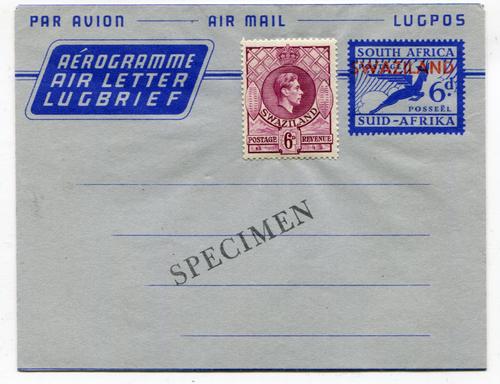 PAR AVION AIR MAIL LUGPOS
AÉROGRAMME
AIR LETTER
LUGBRIEF
SWAZILAND
POSTAGE 6D REVENUE
SOUTH AFRICA
SWAZILAND
6d
POSSEËL
SUID-AFRIKA
SPECIMEN